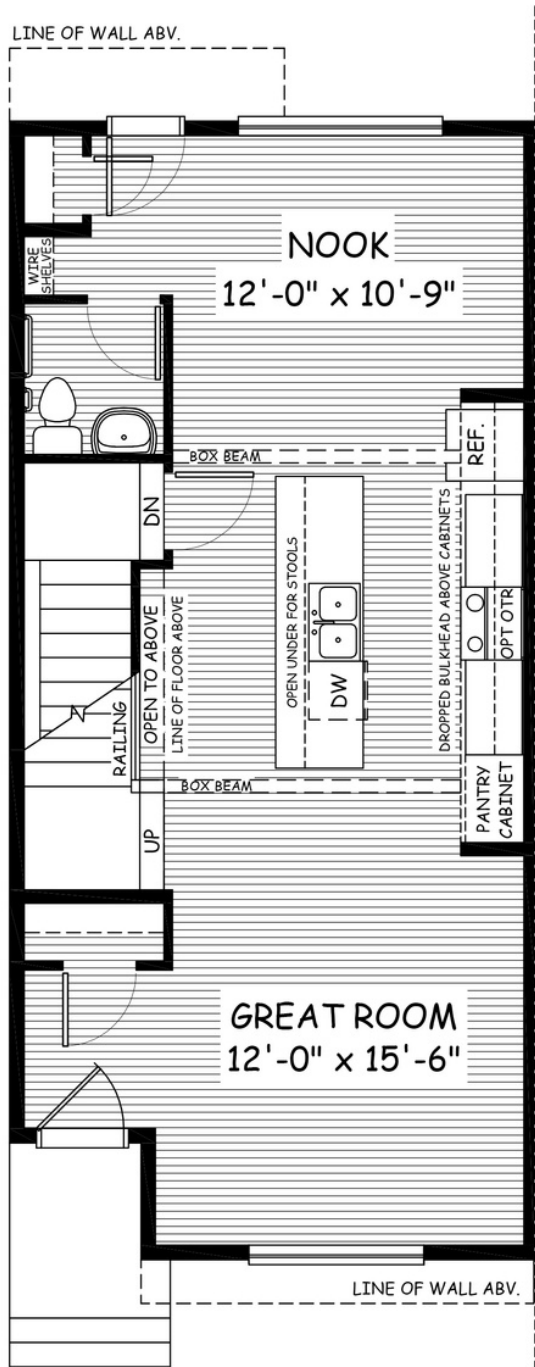 LINE OF WALL ABV.
NOOK
12'-0" x 10'-9"
WIRE
SHELVES
REF.
BOX BEAM
DN
OPEN UNDER FOR STOOLS
DROPPED BULKHEAD ABOVE CABINETS
OPT OTR
OPEN TO ABOVE
LINE OF FLOOR ABOVE
DW
RAILING
BOX BEAM
PANTRY
CABINET
UP
GREAT ROOM
12'-0" x 15'-6"
LINE OF WALL ABV.